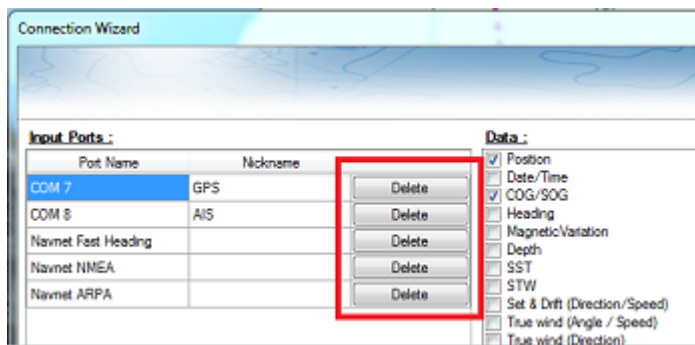 Connection Wizard
Input Ports :
Port Name Nickname
COM 7 GPS Delete
COM 8 AIS Delete
Navnet Fast Heading Delete
Navnet NMEA Delete
Navnet ARPA Delete
Data :
Position
Date/Time
COG/SOG
Heading
Magnetic Variation
Depth
SST
STW
Set & Drift (Direction/Speed)
True wind (Angle / Speed)
True wind (Direction)